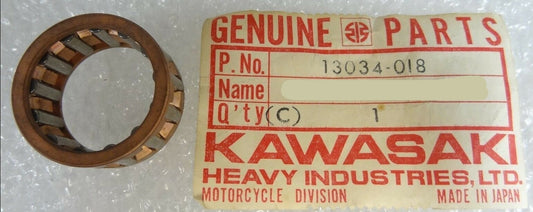 GENUINE PARTS
P. No. 13034-018
Name
Q'ty (C) 1
KAWASAKI
HEAVY INDUSTRIES, LTD.
MOTORCYCLE DIVISION MADE IN JAPAN